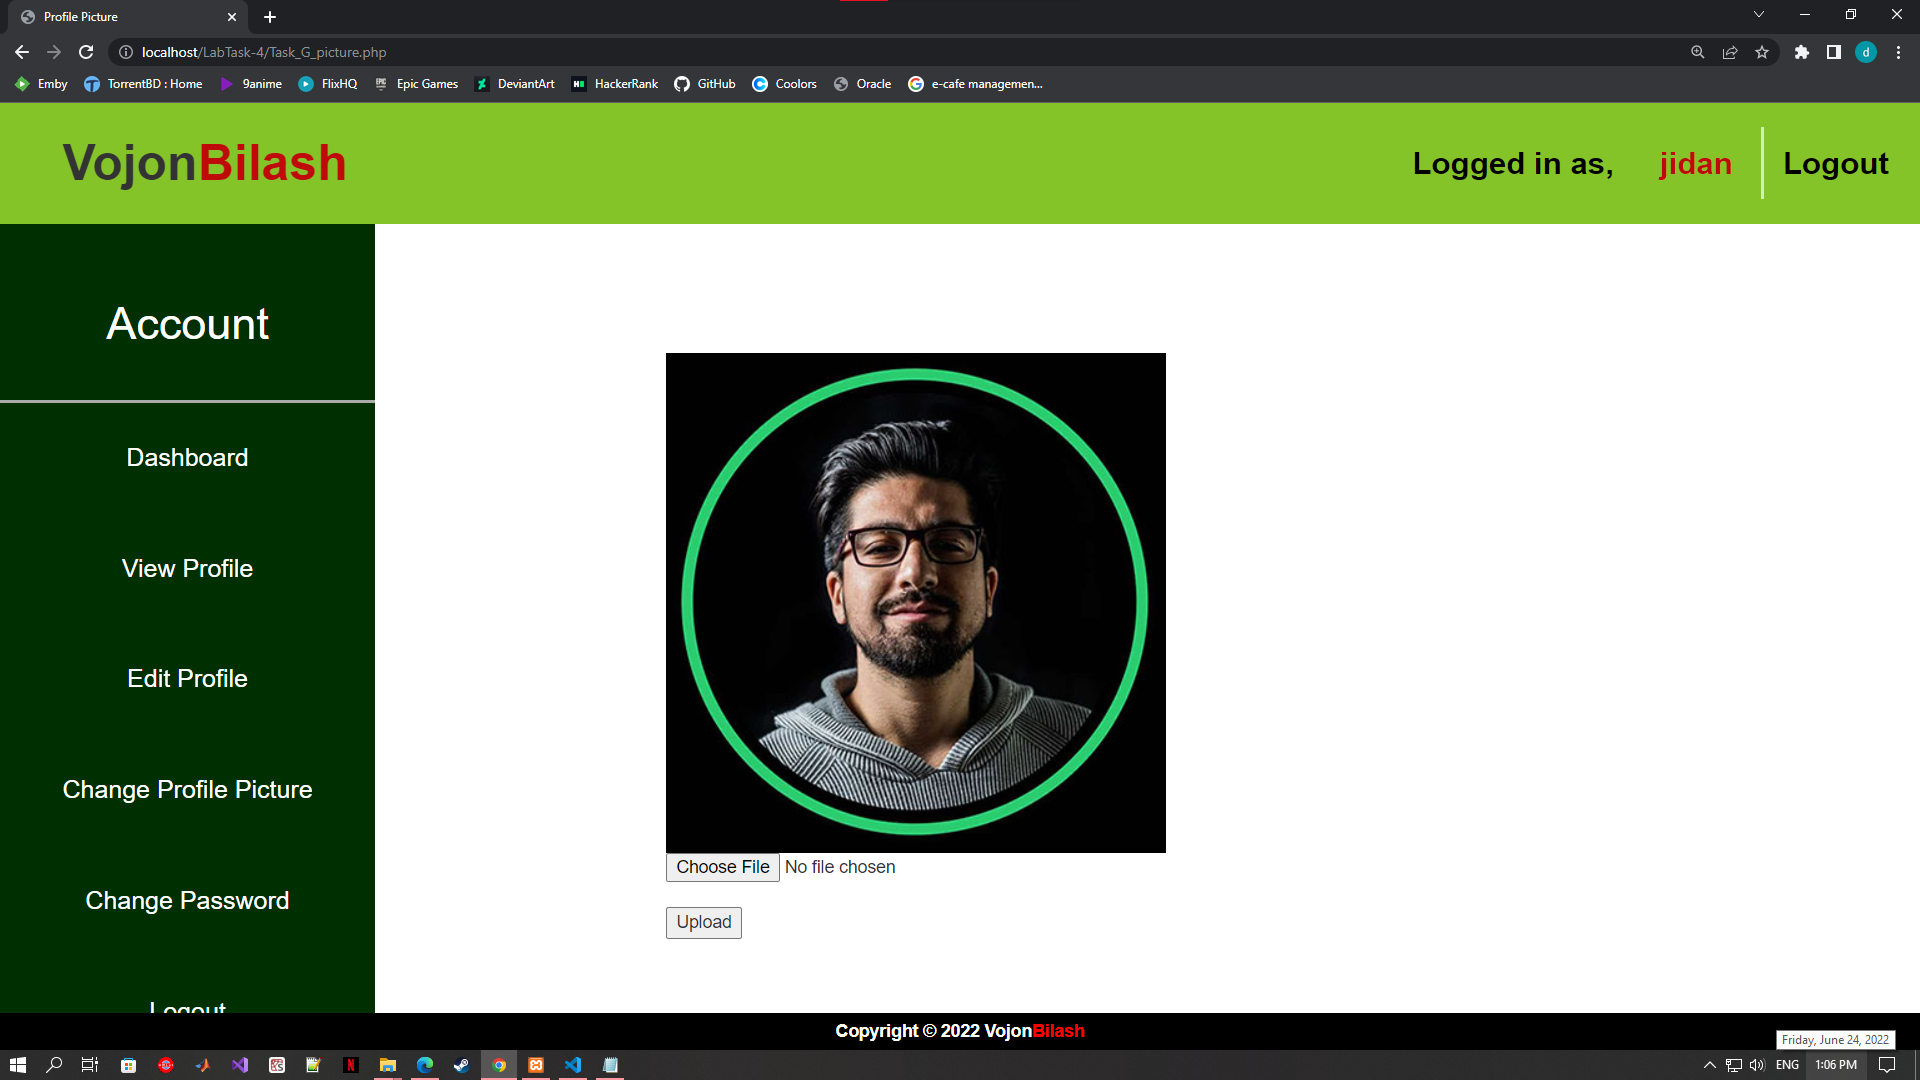 Profile Picture
localhost/LabTask-4/Task_G_picture.php
d
Emby
TorrentBD : Home
9anime
FlixHQ
EPIC
Epic Games
DeviantArt
HackerRank
GitHub
Coolors
Oracle
e-cafe managemen...
VojonBilash
Logged in as, jidan
Logout
Account
Dashboard
View Profile
Edit Profile
Change Profile Picture
Change Password
Logout
Choose File No file chosen
Upload
Copyright © 2022 VojonBilash
Friday, June 24, 2022
ENG
1:06 PM